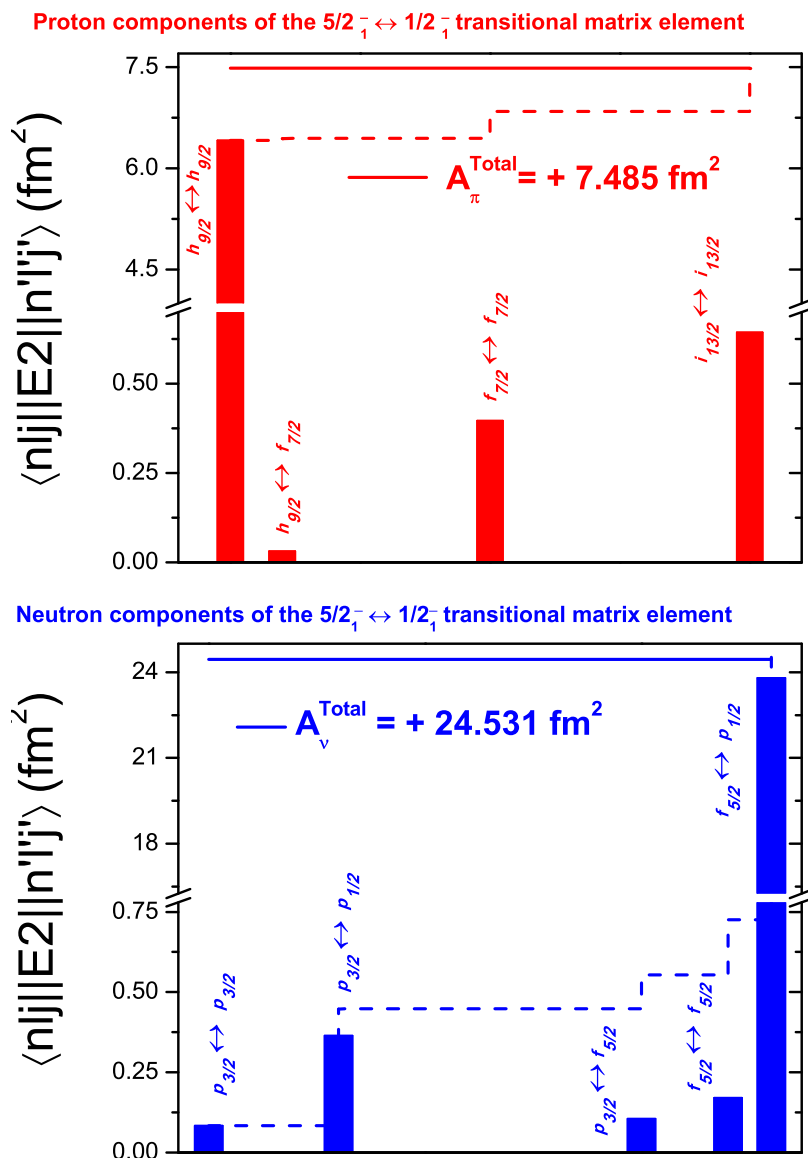 Proton components of the 5/2₁⁻ ↔ 1/2₁⁻ transitional matrix element
⟨nlj||E2||n'l'j'⟩ (fm²)
7.5
6.0
4.5
0.50
0.25
0.00
h9/2 ↔ h9/2
h9/2 ↔ f7/2
f7/2 ↔ f7/2
i13/2 ↔ i13/2
A_π^Total = + 7.485 fm²
Neutron components of the 5/2₁⁻ ↔ 1/2₁⁻ transitional matrix element
⟨nlj||E2||n'l'j'⟩ (fm²)
24
21
18
0.75
0.50
0.25
0.00
A_ν^Total = + 24.531 fm²
p3/2 ↔ p3/2
p3/2 ↔ p1/2
p3/2 ↔ f5/2
f5/2 ↔ f5/2
f5/2 ↔ p1/2